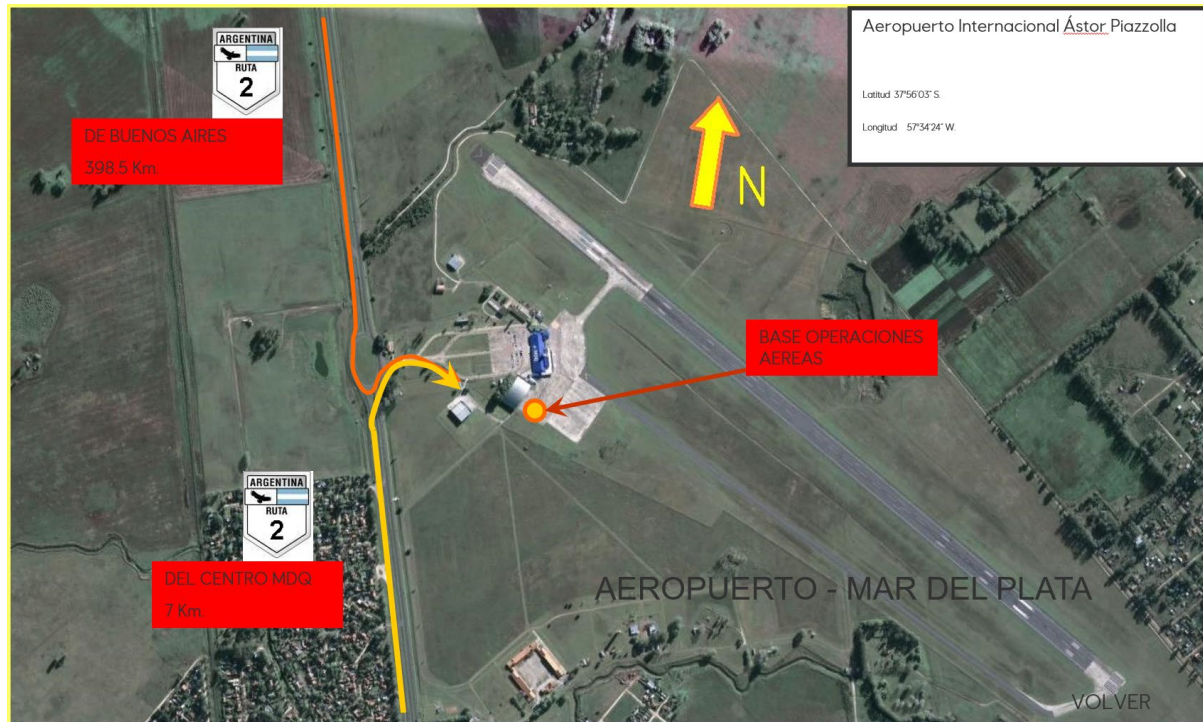 Aeropuerto Internacional Ástor Piazzolla
Latitud 37°56'03" S.
Longitud 57°34'24" W.
ARGENTINA
RUTA
2
DE BUENOS AIRES
398.5 Km.
N
BASE OPERACIONES
AEREAS
ARGENTINA
RUTA
2
DEL CENTRO MDQ
7 Km.
AEROPUERTO - MAR DEL PLATA
VOLVER